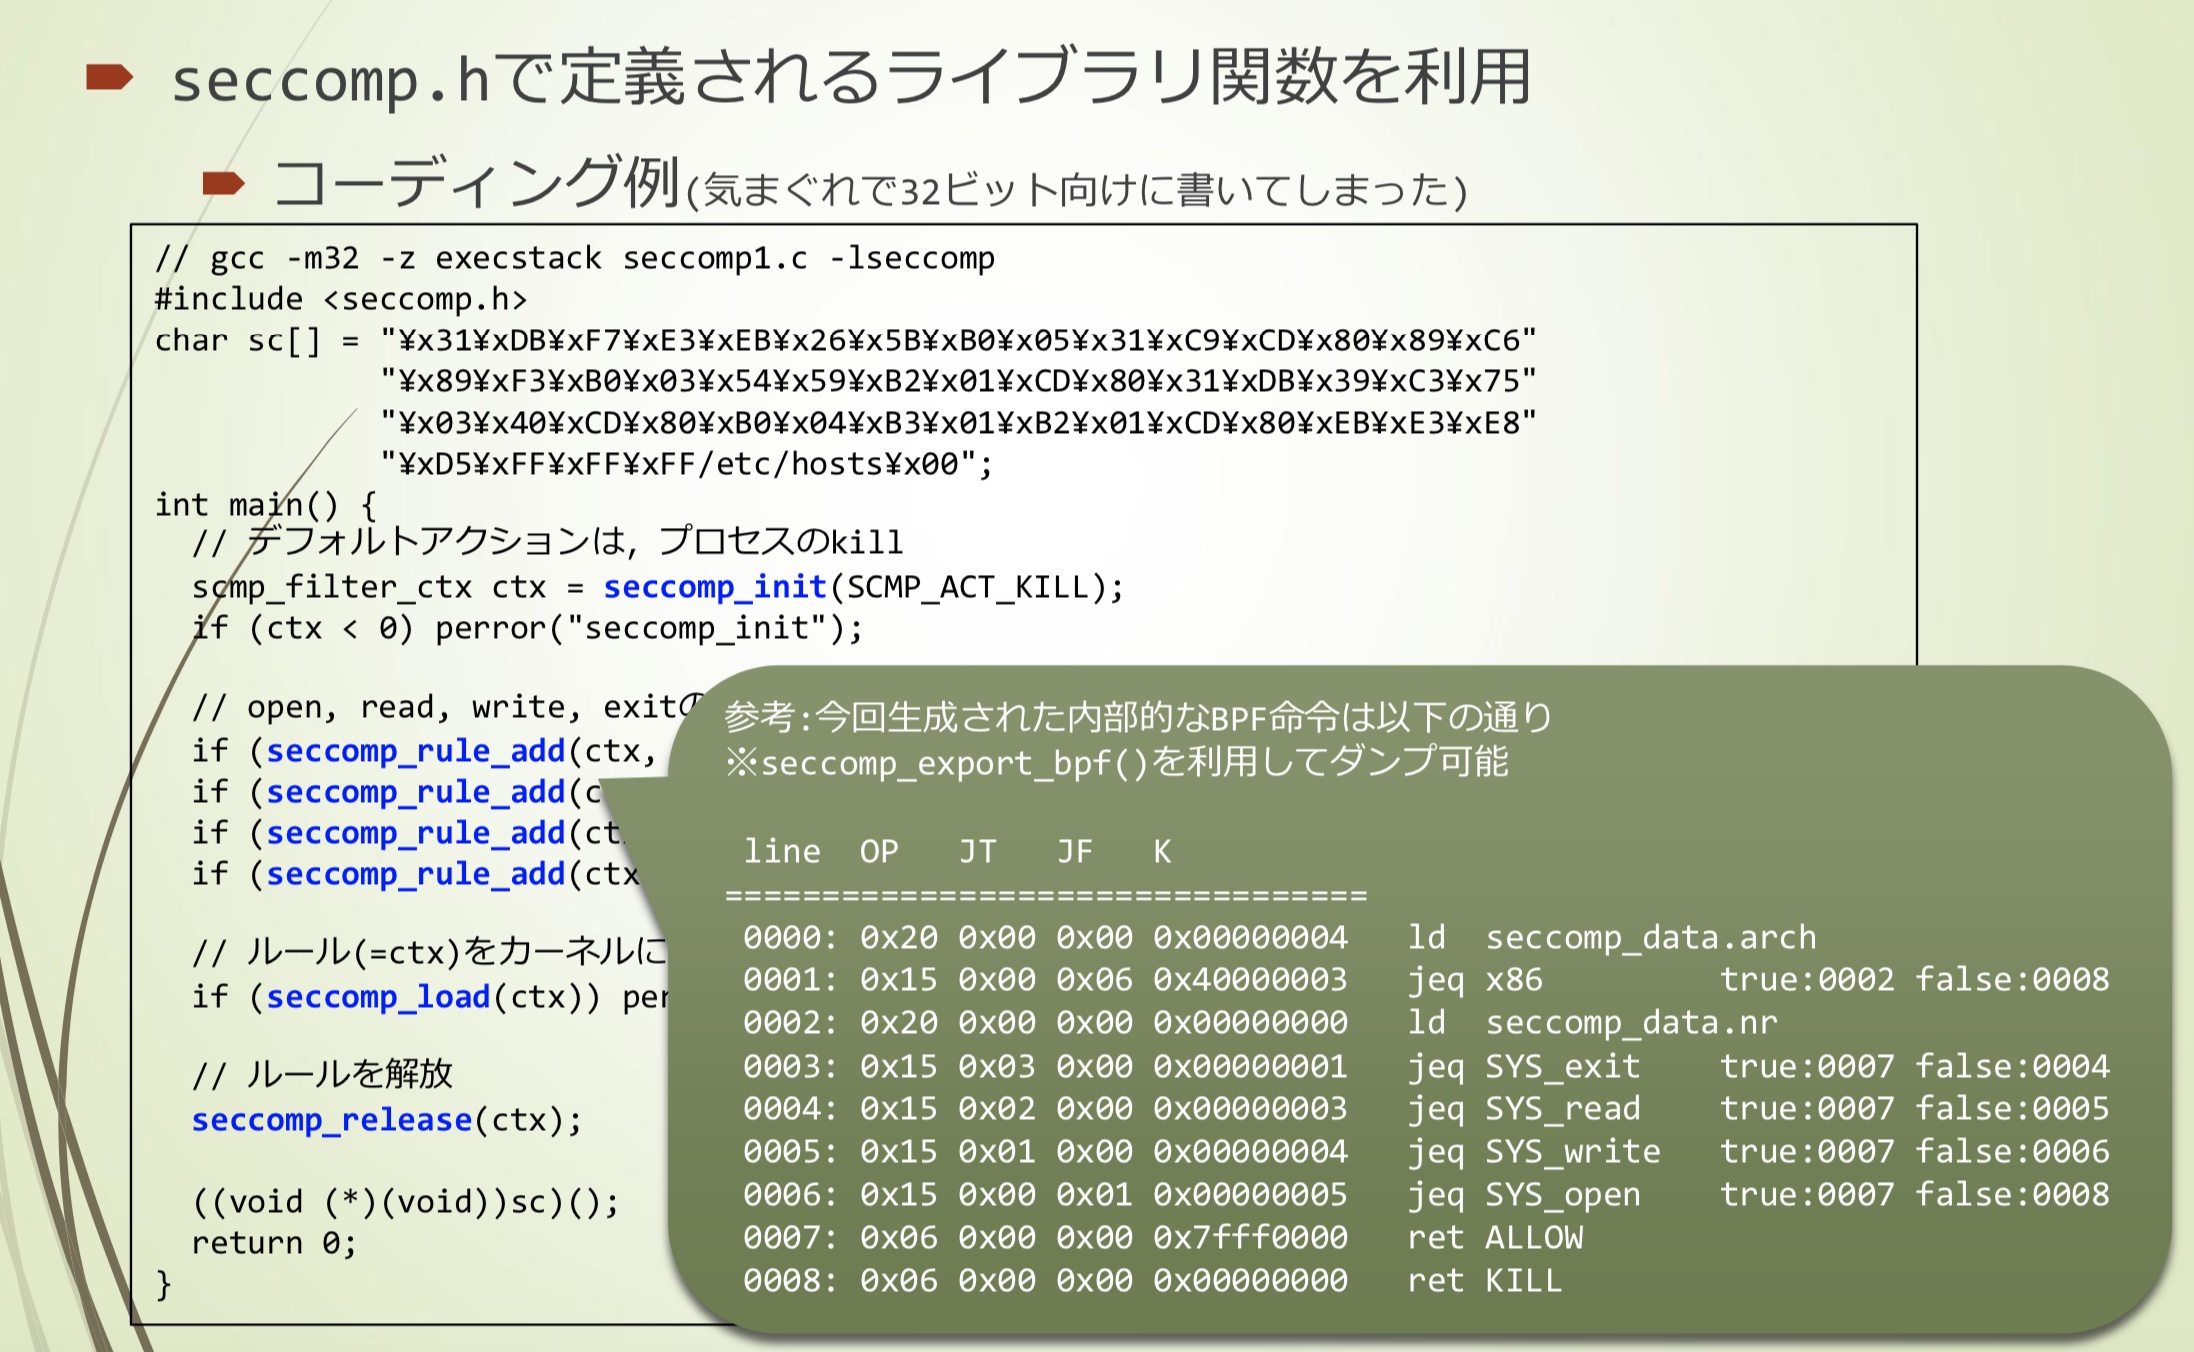 seccomp.hで定義されるライブラリ関数を利用
コーディング例(気まぐれで32ビット向けに書いてしまった)
// gcc -m32 -z execstack seccomp1.c -lseccomp
#include <seccomp.h>
char sc[] = "¥x31¥xDB¥xF7¥xE3¥xEB¥x26¥x5B¥xB0¥x05¥x31¥xC9¥xCD¥x80¥x89¥xC6"
"¥x89¥xF3¥xB0¥x03¥x54¥x59¥xB2¥x01¥xCD¥x80¥x31¥xDB¥x39¥xC3¥x75"
"¥x03¥x40¥xCD¥x80¥xB0¥x04¥xB3¥x01¥xB2¥x01¥xCD¥x80¥xEB¥xE3¥xE8"
"¥xD5¥xFF¥xFF¥xFF/etc/hosts¥x00";
int main() {
// デフォルトアクションは, プロセスのkill
scmp_filter_ctx ctx = seccomp_init(SCMP_ACT_KILL);
if (ctx < 0) perror("seccomp_init");
// open, read, write, exitの
if (seccomp_rule_add(ctx,
if (seccomp_rule_add(c
if (seccomp_rule_add(ct
if (seccomp_rule_add(ctx
// ルール(=ctx)をカーネルに
if (seccomp_load(ctx)) per
// ルールを解放
seccomp_release(ctx);
((void (*)(void))sc)();
return 0;
}
参考:今回生成された内部的なBPF命令は以下の通り
※seccomp_export_bpf()を利用してダンプ可能
line OP JT JF K
=================================
0000: 0x20 0x00 0x00 0x00000004 ld seccomp_data.arch
0001: 0x15 0x00 0x06 0x40000003 jeq x86 true:0002 false:0008
0002: 0x20 0x00 0x00 0x00000000 ld seccomp_data.nr
0003: 0x15 0x03 0x00 0x00000001 jeq SYS_exit true:0007 false:0004
0004: 0x15 0x02 0x00 0x00000003 jeq SYS_read true:0007 false:0005
0005: 0x15 0x01 0x00 0x00000004 jeq SYS_write true:0007 false:0006
0006: 0x15 0x00 0x01 0x00000005 jeq SYS_open true:0007 false:0008
0007: 0x06 0x00 0x00 0x7fff0000 ret ALLOW
0008: 0x06 0x00 0x00 0x00000000 ret KILL